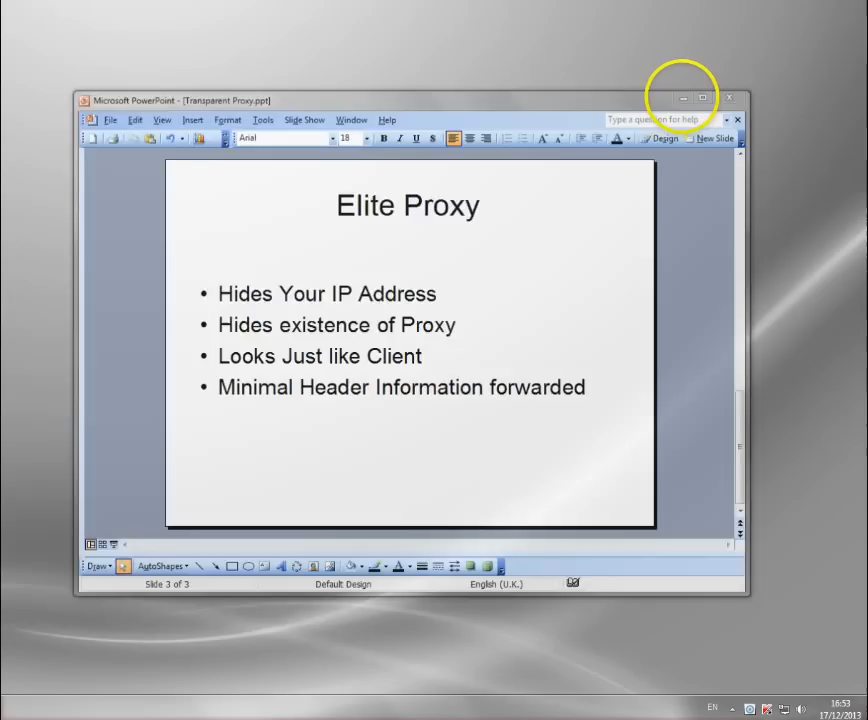 Microsoft PowerPoint - [Transparent Proxy.ppt]
File Edit View Insert Format Tools Slide Show Window Help
Type a question for help
Arial 18 B I U S A A A Design New Slide
Elite Proxy
• Hides Your IP Address
• Hides existence of Proxy
• Looks Just like Client
• Minimal Header Information forwarded
Draw AutoShapes A A
Slide 3 of 3 Default Design English (U.K.)
EN
16:53
17/12/2013